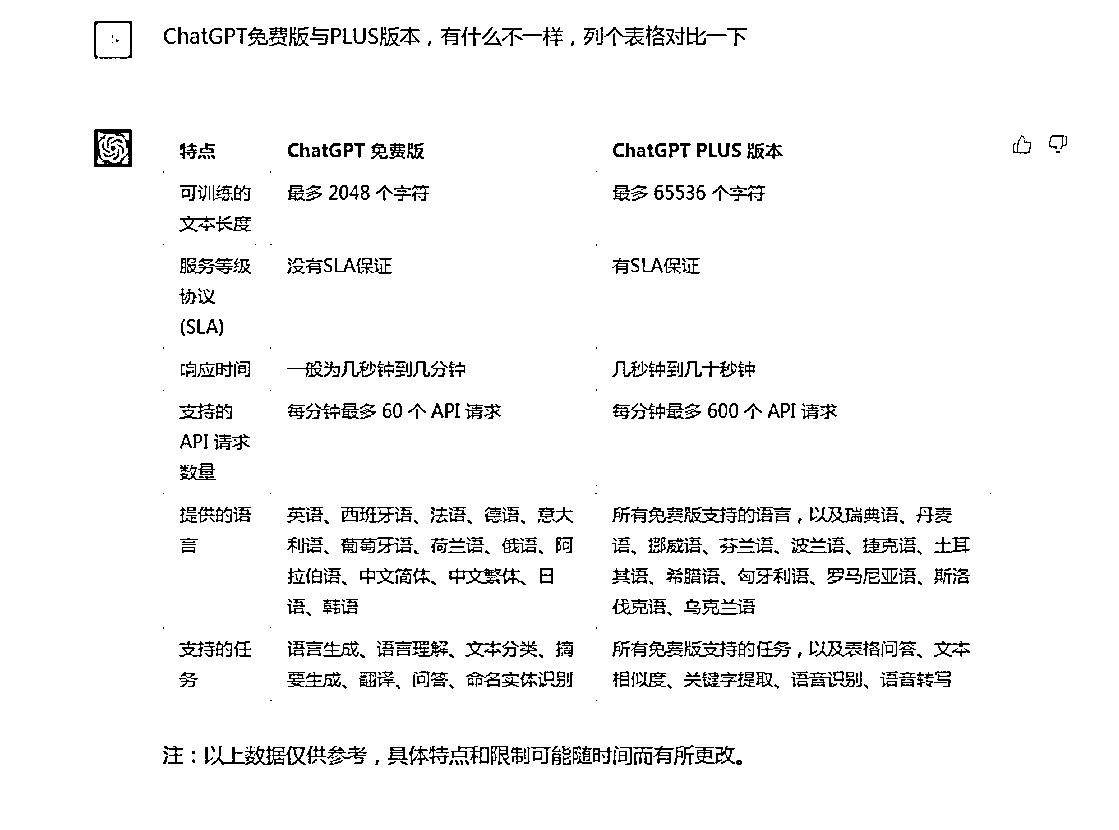 ChatGPT免费版与PLUS版本，有什么不一样，列个表格对比一下
特点 ChatGPT 免费版 ChatGPT PLUS 版本
可训练的 最多 2048 个字符 最多 65536 个字符
文本长度
服务等级 没有SLA保证 有SLA保证
协议
(SLA)
响应时间 一般为几秒钟到几分钟 几秒钟到几十秒钟
支持的 每分钟最多 60 个 API 请求 每分钟最多 600 个 API 请求
API 请求
数量
提供的语 英语、西班牙语、法语、德语、意大 所有免费版支持的语言，以及瑞典语、丹麦
言 利语、葡萄牙语、荷兰语、俄语、阿 语、挪威语、芬兰语、波兰语、捷克语、土耳
拉伯语、中文简体、中文繁体、日 其语、希腊语、匈牙利语、罗马尼亚语、斯洛
语、韩语 伐克语、乌克兰语
支持的任 语言生成、语言理解、文本分类、摘 所有免费版支持的任务，以及表格问答、文本
务 要生成、翻译、问答、命名实体识别 相似度、关键字提取、语音识别、语音转写
注：以上数据仅供参考，具体特点和限制可能随时间而有所更改。